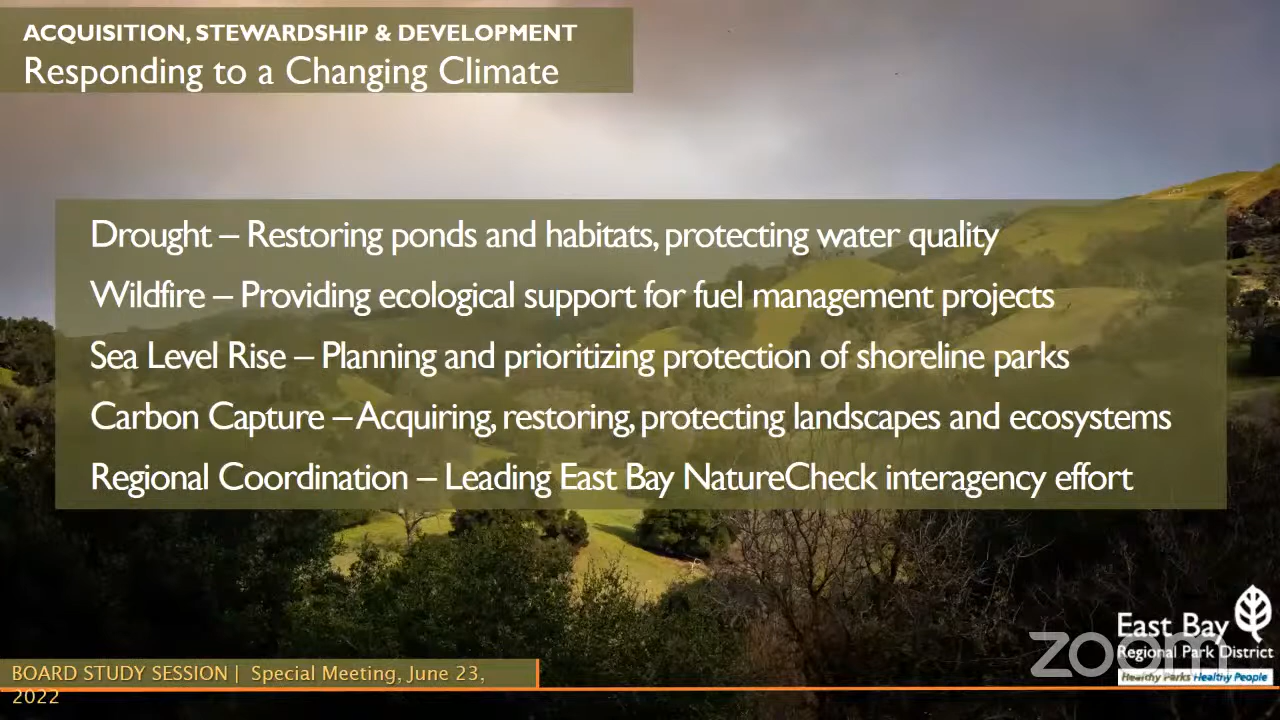 ACQUISITION, STEWARDSHIP & DEVELOPMENT
Responding to a Changing Climate
Drought – Restoring ponds and habitats, protecting water quality
Wildfire – Providing ecological support for fuel management projects
Sea Level Rise – Planning and prioritizing protection of shoreline parks
Carbon Capture – Acquiring, restoring, protecting landscapes and ecosystems
Regional Coordination – Leading East Bay NatureCheck interagency effort
East Bay
Regional Park District
Healthy Parks Healthy People
zoom
BOARD STUDY SESSION | Special Meeting, June 23,
2022